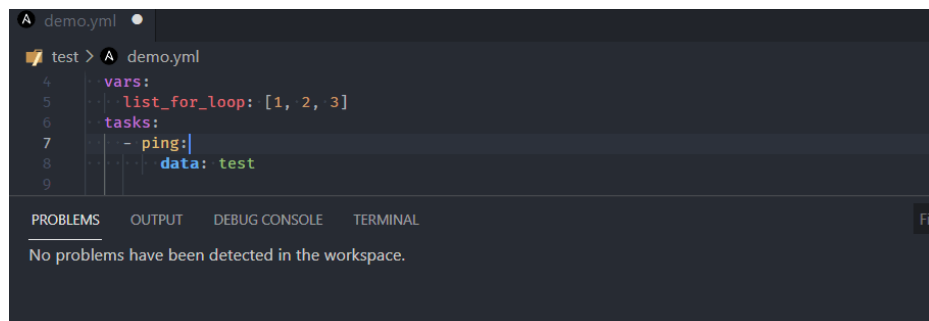 demo.yml
test > demo.yml
4 vars:
5 list_for_loop: [1, 2, 3]
6 tasks:
7 - ping:
8 data: test
9
PROBLEMS OUTPUT DEBUG CONSOLE TERMINAL Fi
No problems have been detected in the workspace.